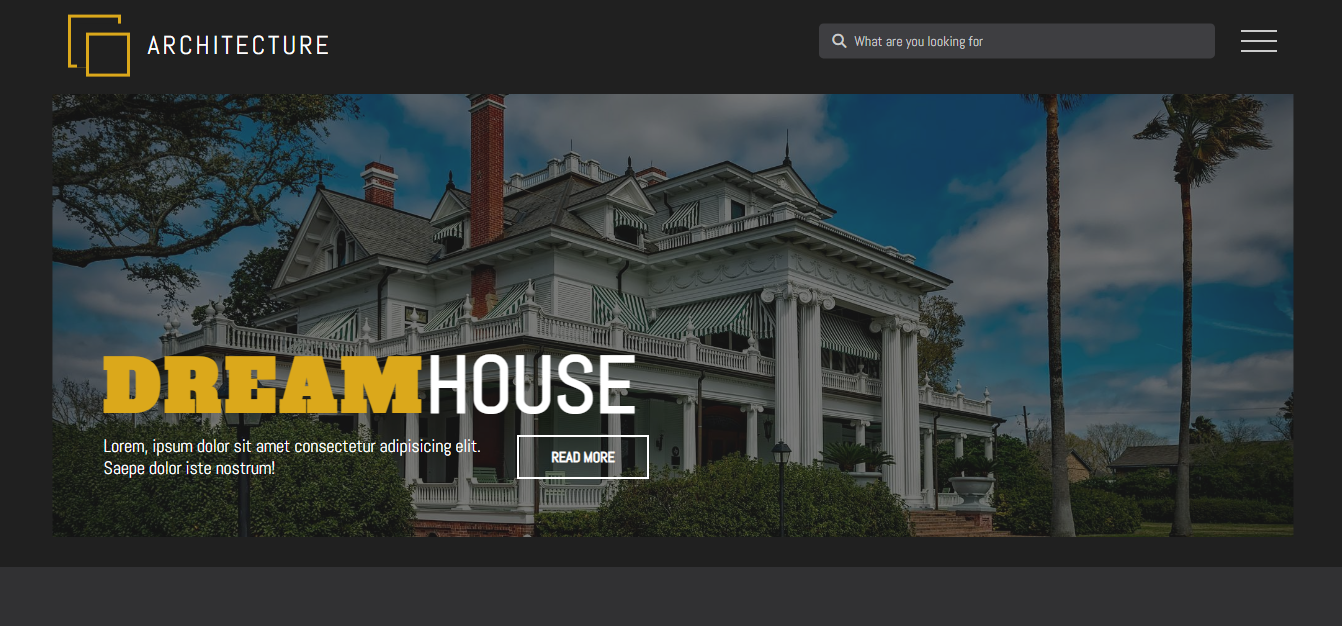 ARCHITECTURE
What are you looking for
DREAMHOUSE
Lorem, ipsum dolor sit amet consectetur adipisicing elit.
Saepe dolor iste nostrum!
READ MORE